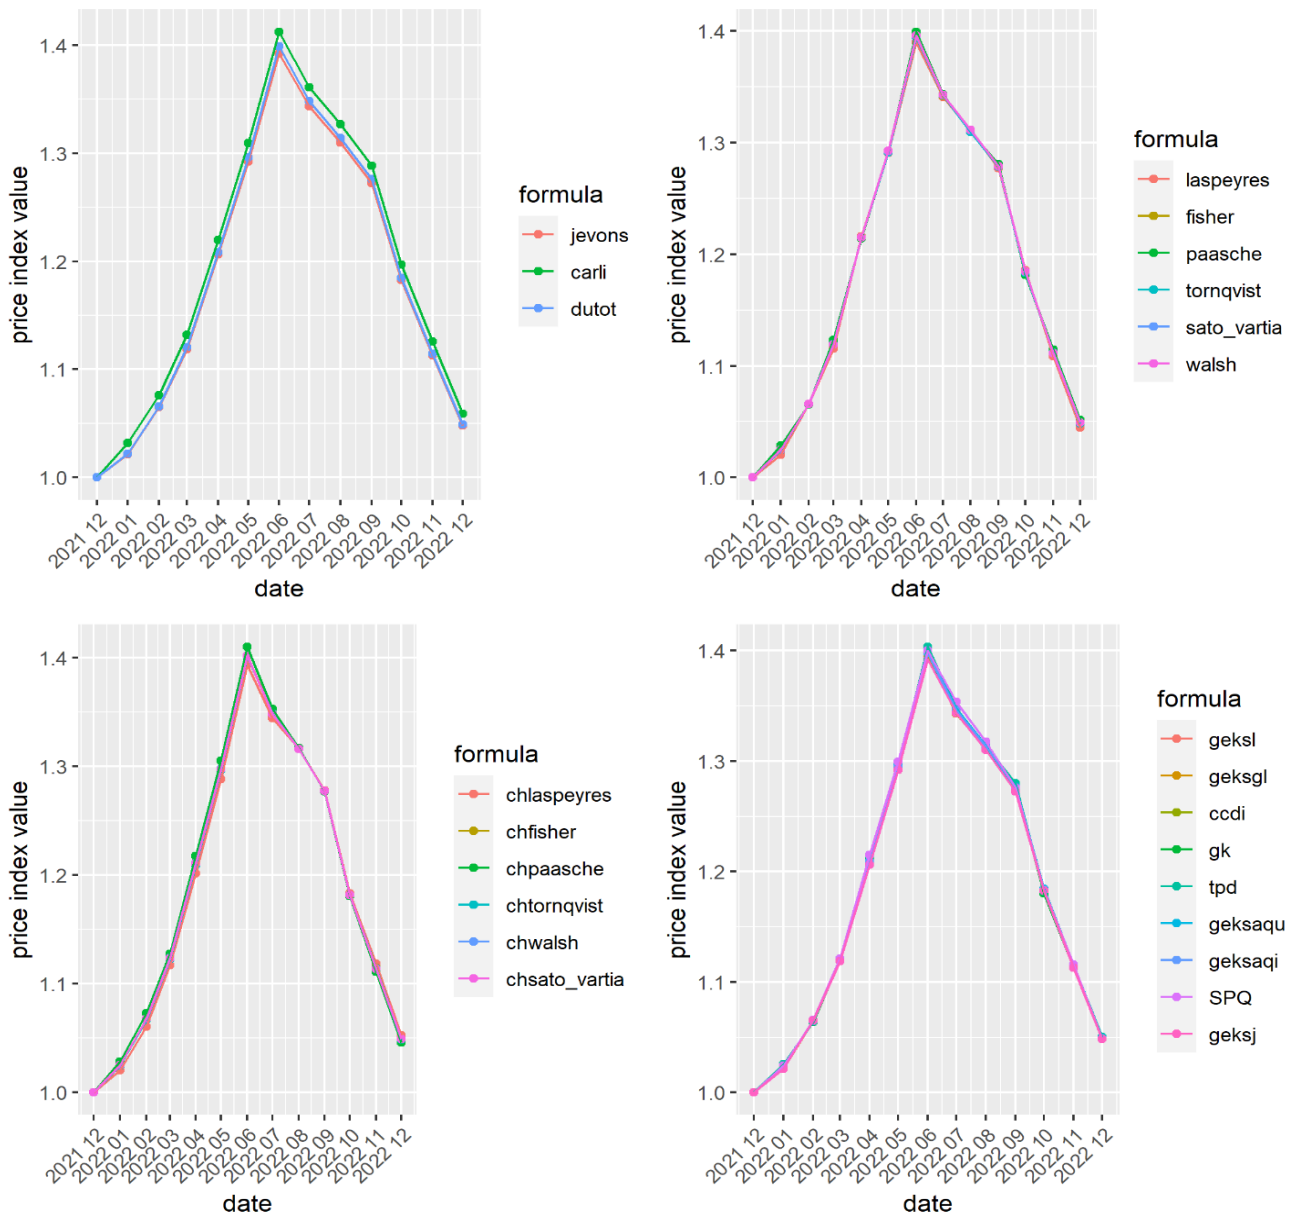 price index value
1.4
1.3
1.2
1.1
1.0
2021 12
2022 01
2022 02
2022 03
2022 04
2022 05
2022 06
2022 07
2022 08
2022 09
2022 10
2022 11
2022 12
date
formula
jevons
carli
dutot
price index value
1.4
1.3
1.2
1.1
1.0
2021 12
2022 01
2022 02
2022 03
2022 04
2022 05
2022 06
2022 07
2022 08
2022 09
2022 10
2022 11
2022 12
date
formula
laspeyres
fisher
paasche
tornqvist
sato_vartia
walsh
price index value
1.4
1.3
1.2
1.1
1.0
2021 12
2022 01
2022 02
2022 03
2022 04
2022 05
2022 06
2022 07
2022 08
2022 09
2022 10
2022 11
2022 12
date
formula
chlaspeyres
chfisher
chpaasche
chtornqvist
chwalsh
chsato_vartia
price index value
1.4
1.3
1.2
1.1
1.0
2021 12
2022 01
2022 02
2022 03
2022 04
2022 05
2022 06
2022 07
2022 08
2022 09
2022 10
2022 11
2022 12
date
formula
geksl
geksgl
ccdi
gk
tpd
geksaqu
geksaqi
SPQ
geksj